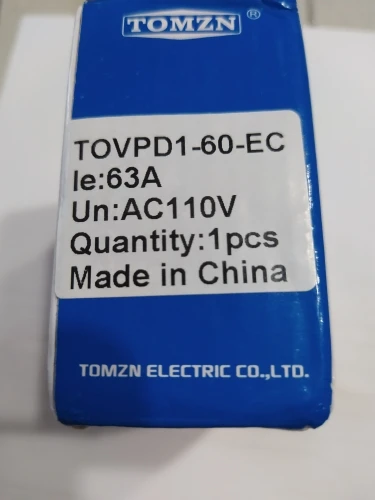 TOMZN ®
TOVPD1-60-EC
Ie:63A
Un:AC110V
Quantity:1pcs
Made in China
TOMZN ELECTRIC CO.,LTD.